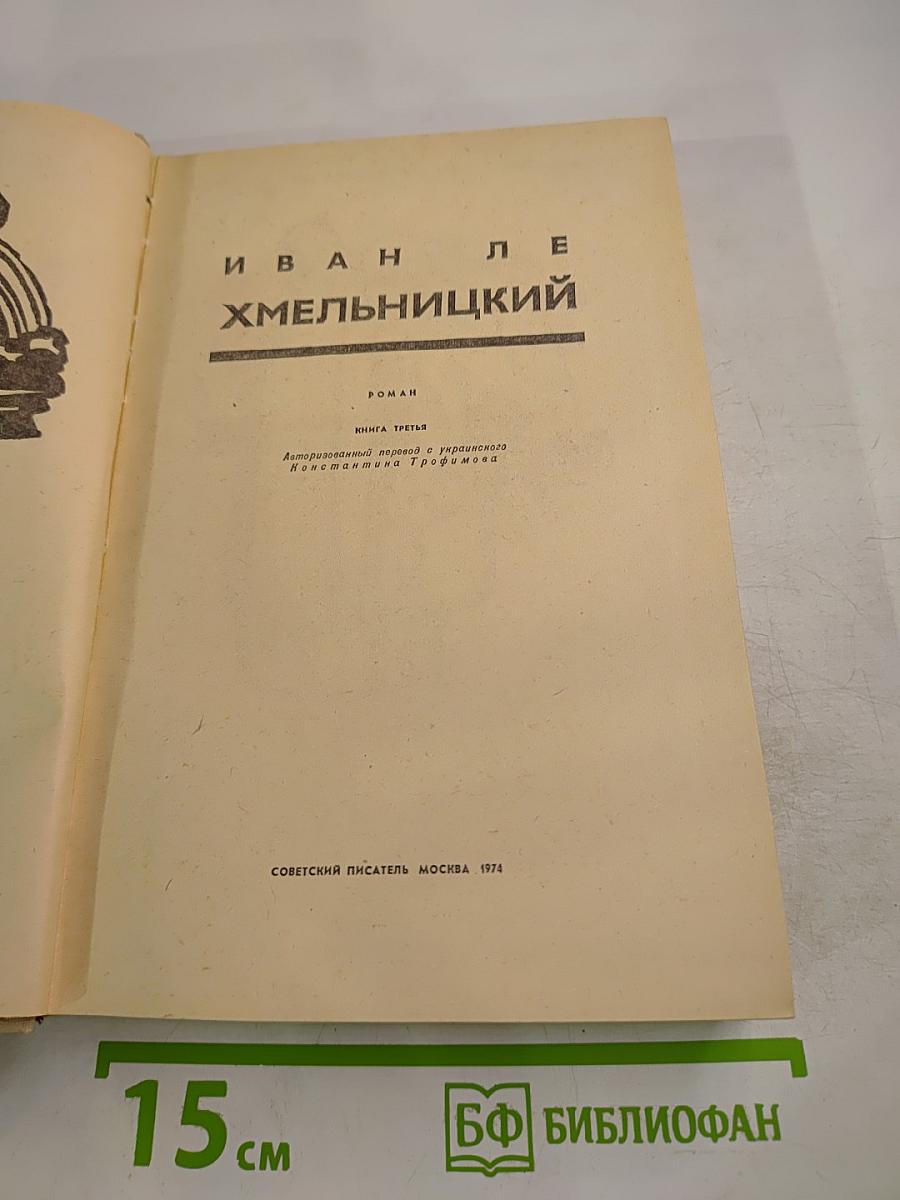 ИВАН ЛЕ
ХМЕЛЬНИЦКИЙ
РОМАН
КНИГА ТРЕТЬЯ
Авторизованный перевод с украинского
Константина Трофимова
СОВЕТСКИЙ ПИСАТЕЛЬ МОСКВА 1974
15 см
БФ БИБЛИОФАН